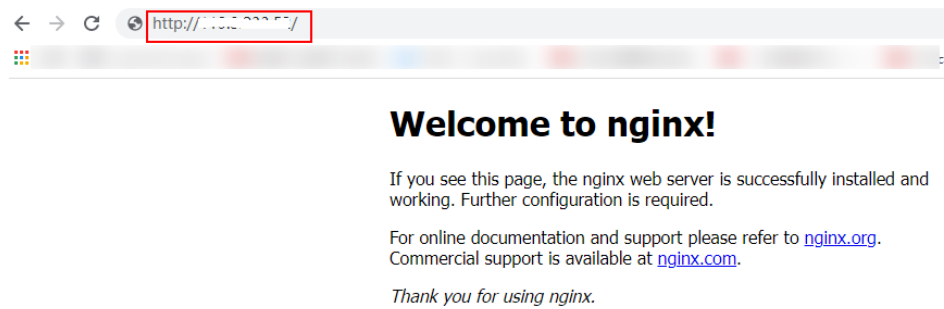 http://
Welcome to nginx!
If you see this page, the nginx web server is successfully installed and
working. Further configuration is required.
For online documentation and support please refer to nginx.org.
Commercial support is available at nginx.com.
Thank you for using nginx.